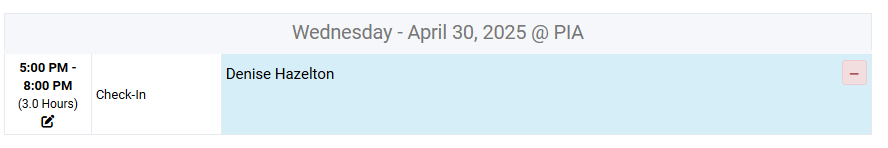 Wednesday - April 30, 2025 @ PIA
5:00 PM -
8:00 PM
(3.0 Hours)
Check-In
Denise Hazelton